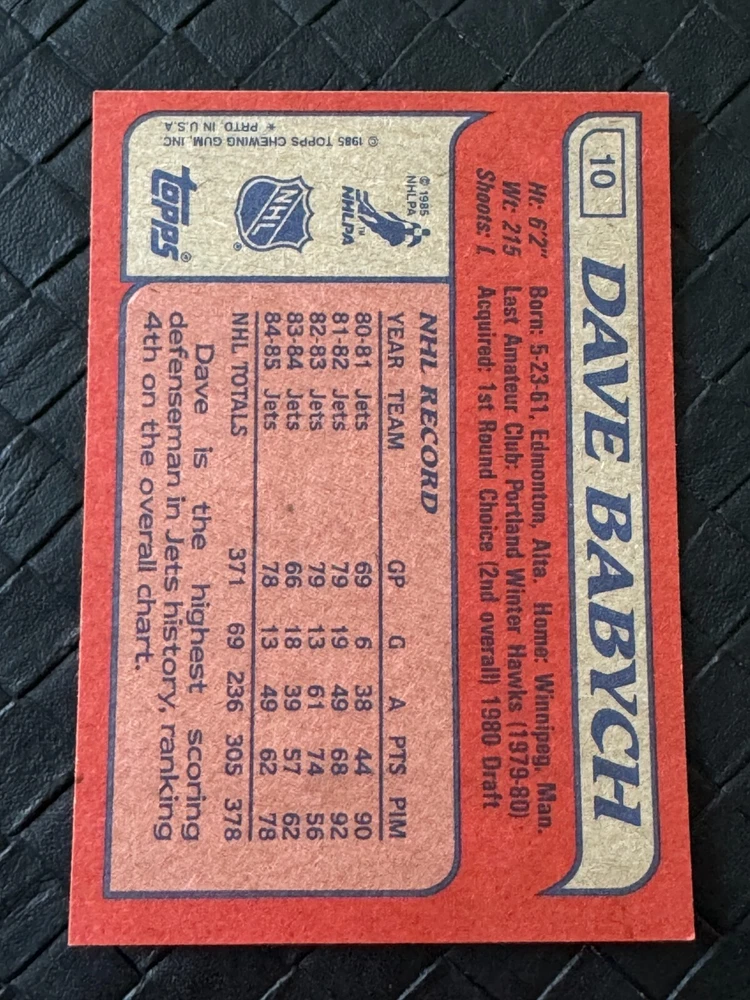 10
DAVE BABYCH
Ht: 6'2" Born: 5-23-61, Edmonton, Alta. Home: Winnipeg, Man.
Wt: 215 Last Amateur Club: Portland Winter Hawks (1979-80)
Shoots: L Acquired: 1st Round Choice (2nd overall) 1980 Draft
NHL RECORD
YEAR TEAM GP G A PTS PIM
80-81 Jets 69 6 38 44 90
81-82 Jets 79 19 49 68 92
82-83 Jets 79 13 61 74 56
83-84 Jets 66 18 39 57 62
84-85 Jets 78 13 49 62 78
NHL TOTALS 371 69 236 305 378
Dave is the highest scoring
defenseman in Jets history, ranking
4th on the overall chart.
© 1985
NHLPA
NHLPA™
NHL®
topps®
© 1985 TOPPS CHEWING GUM, INC.
* PRTD. IN U.S.A.